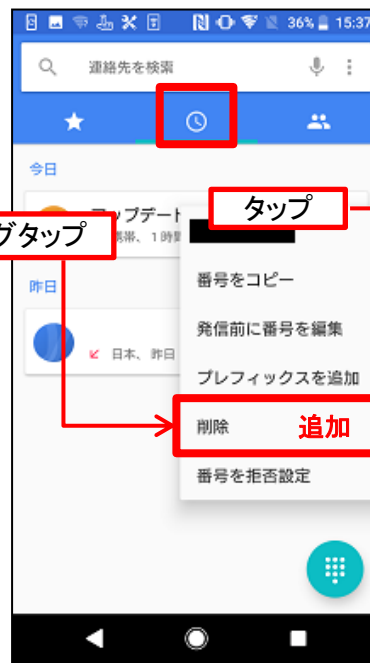 36% 15:37
連絡先を検索
今日
アップデート
タップ
グタップ
携帯、1時間
番号をコピー
昨日
発信前に番号を編集
日本、昨日
プレフィックスを追加
削除 追加
番号を拒否設定